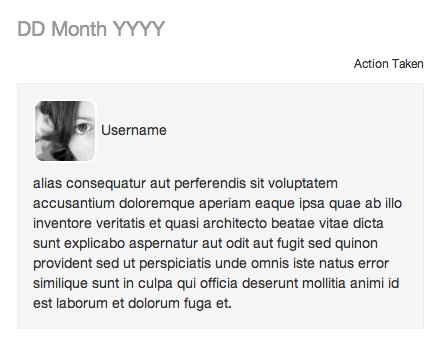 DD Month YYYY
Action Taken
Username
alias consequatur aut perferendis sit voluptatem
accusantium doloremque aperiam eaque ipsa quae ab illo
inventore veritatis et quasi architecto beatae vitae dicta
sunt explicabo aspernatur aut odit aut fugit sed quinon
provident sed ut perspiciatis unde omnis iste natus error
similique sunt in culpa qui officia deserunt mollitia animi id
est laborum et dolorum fuga et.